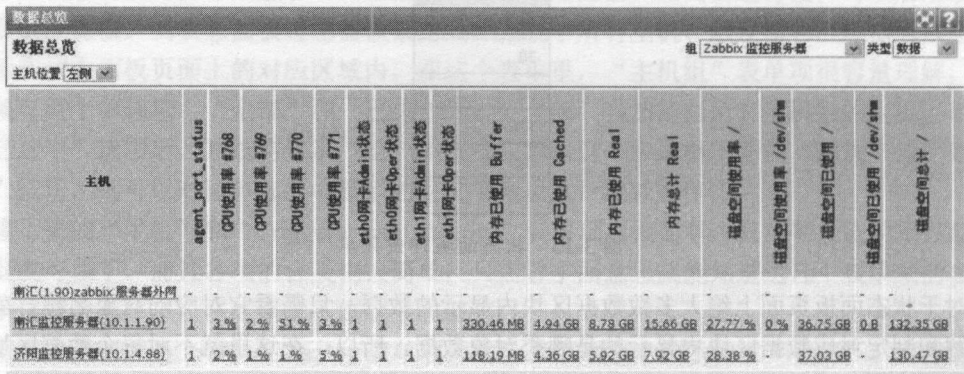 数据总览
数据总览
组 Zabbix 监控服务器 类型 数据
主机位置 左侧
主机 agent_port_status CPU使用率 #768 CPU使用率 #769 CPU使用率 #770 CPU使用率 #771 eth0网卡Admin状态 eth0网卡Oper状态 eth1网卡Admin状态 eth1网卡Oper状态 内存已使用 Buffer 内存已使用 Cached 内存已使用 Real 内存总计 Real 磁盘空间使用率 / 磁盘空间使用率 /dev/shm 磁盘空间已使用 / 磁盘空间已使用 /dev/shm 磁盘空间总计 /
南汇(1.90)zabbix 服务器外网 - - - - - - - - - - - - - - - - - -
南汇监控服务器(10.1.1.90) 1 3 % 2 % 51 % 3 % 1 1 1 1 330.46 MB 4.94 GB 8.78 GB 15.66 GB 27.77 % 0 % 36.75 GB 0 B 132.35 GB
济阳监控服务器(10.1.4.88) 1 2 % 1 % 1 % 5 % 1 1 1 1 118.19 MB 4.36 GB 5.92 GB 7.92 GB 28.38 % - 37.03 GB - 130.47 GB